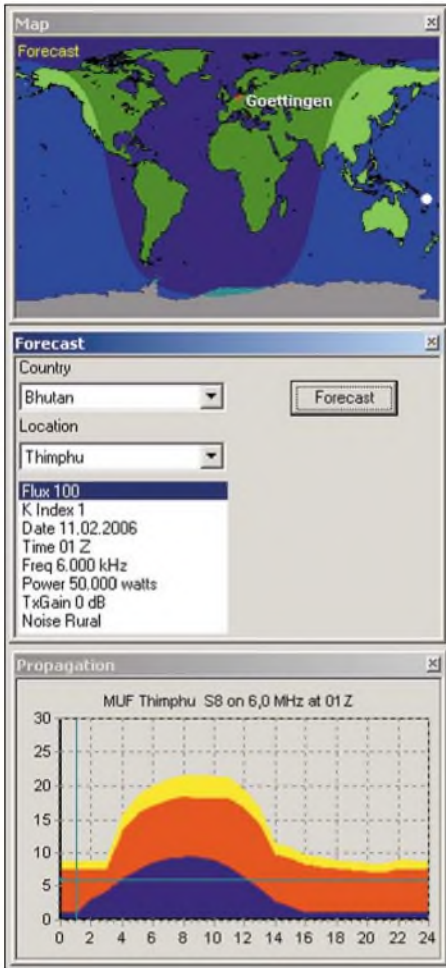 Map
Forecast
Goettingen
Forecast
Country
Bhutan
Forecast
Location
Thimphu
Flux 100
K Index 1
Date 11.02.2006
Time 01 Z
Freq 6.000 kHz
Power 50.000 watts
TxGain 0 dB
Noise Rural
Propagation
MUF Thimphu S8 on 6,0 MHz at 01 Z
30
25
20
15
10
5
0
0 2 4 6 8 10 12 14 16 18 20 22 24